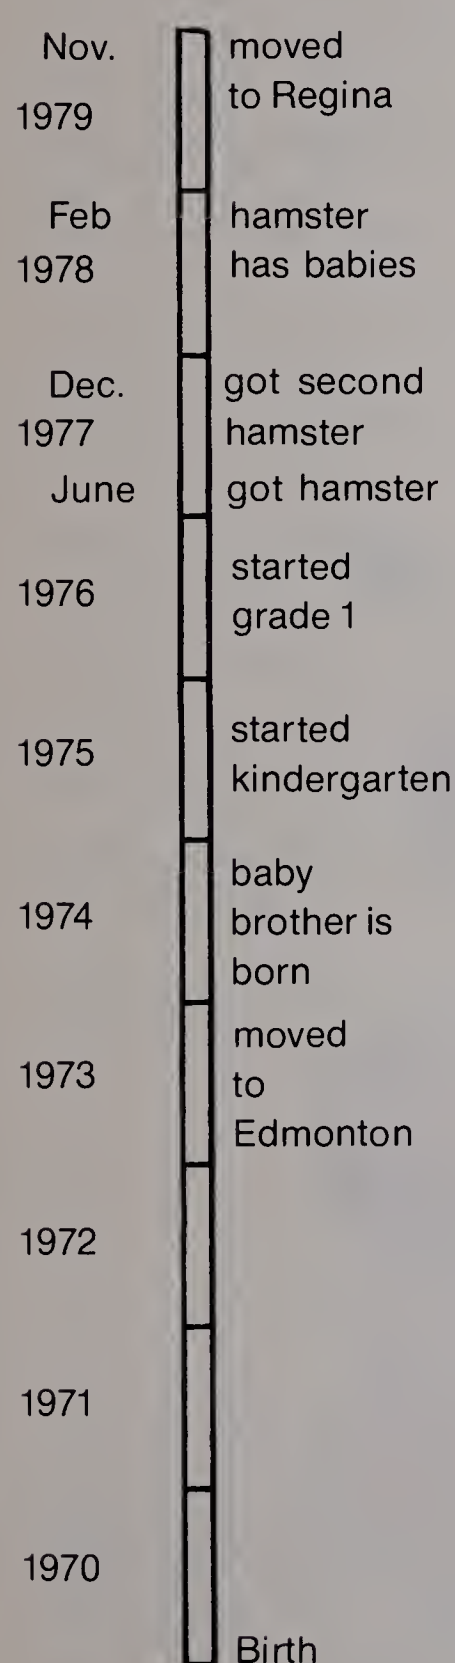 Nov. moved
1979 to Regina
Feb hamster
1978 has babies
Dec. got second
1977 hamster
June got hamster
1976 started
grade 1
1975 started
kindergarten
baby
1974 brother is
born
moved
1973 to
Edmonton
1972
1971
1970
Birth